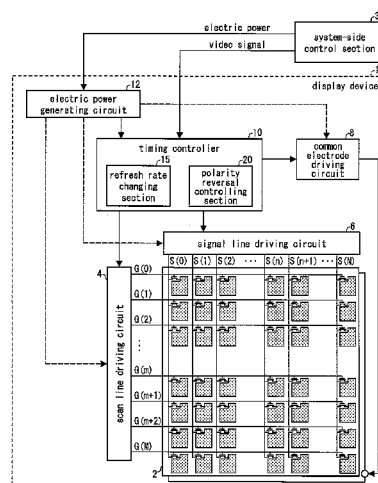 electric power
video signal
3
system-side
control section
1
display device
12
electric power
generating circuit
10
timing controller
15
refresh rate
changing
section
20
polarity
reversal
controlling
section
8
common
electrode
driving
circuit
6
signal line driving circuit
S(0) S(1) S(2) ··· S(n) S(n+1) ··· S(N)
4
scan line driving circuit
G(0)
G(1)
G(2)
⋮
G(m)
G(m+1)
G(m+2)
G(M)
2